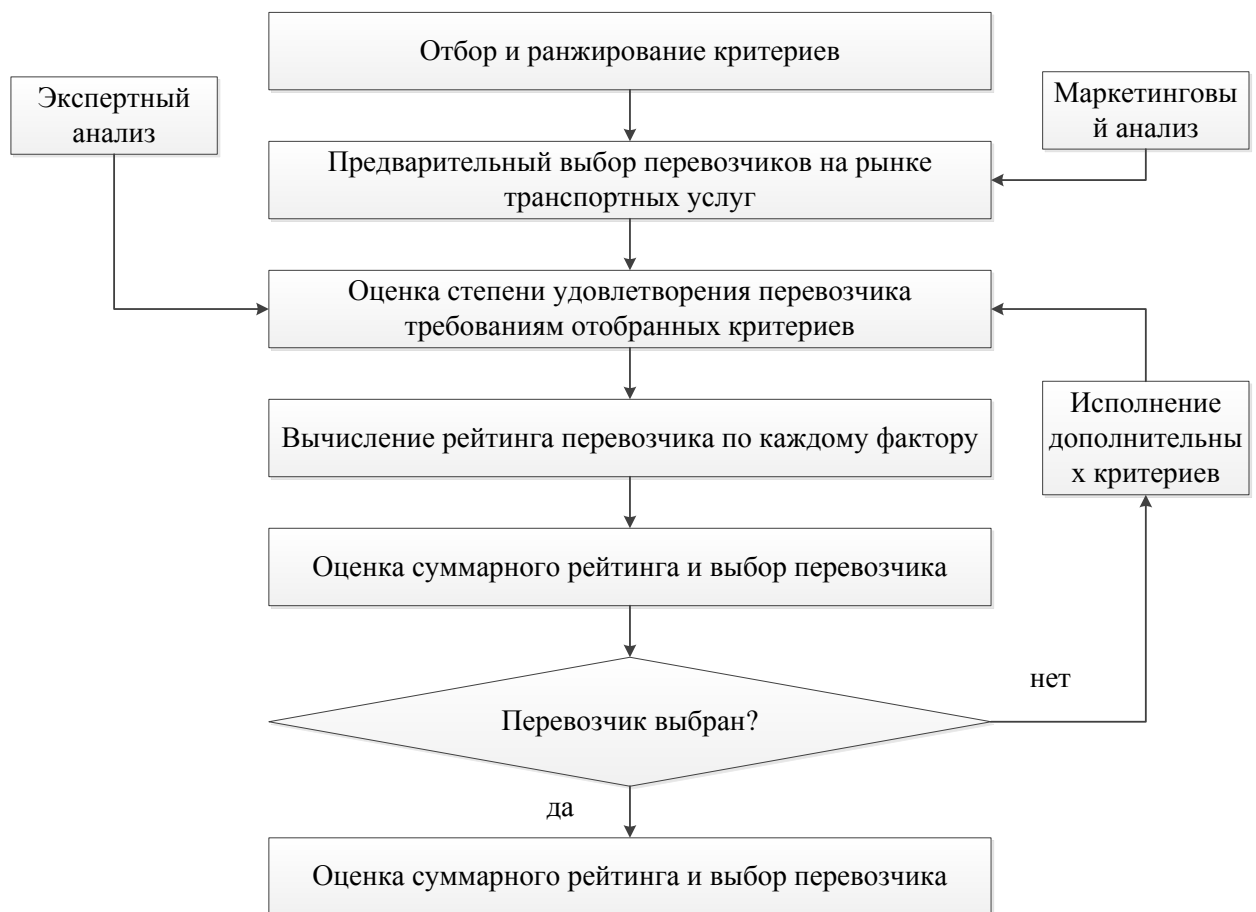 Отбор и ранжирование критериев
Экспертный
анализ
Маркетинговы
й анализ
Предварительный выбор перевозчиков на рынке
транспортных услуг
Оценка степени удовлетворения перевозчика
требованиям отобранных критериев
Вычисление рейтинга перевозчика по каждому фактору
Исполнение
дополнительны
х критериев
Оценка суммарного рейтинга и выбор перевозчика
нет
Перевозчик выбран?
да
Оценка суммарного рейтинга и выбор перевозчика